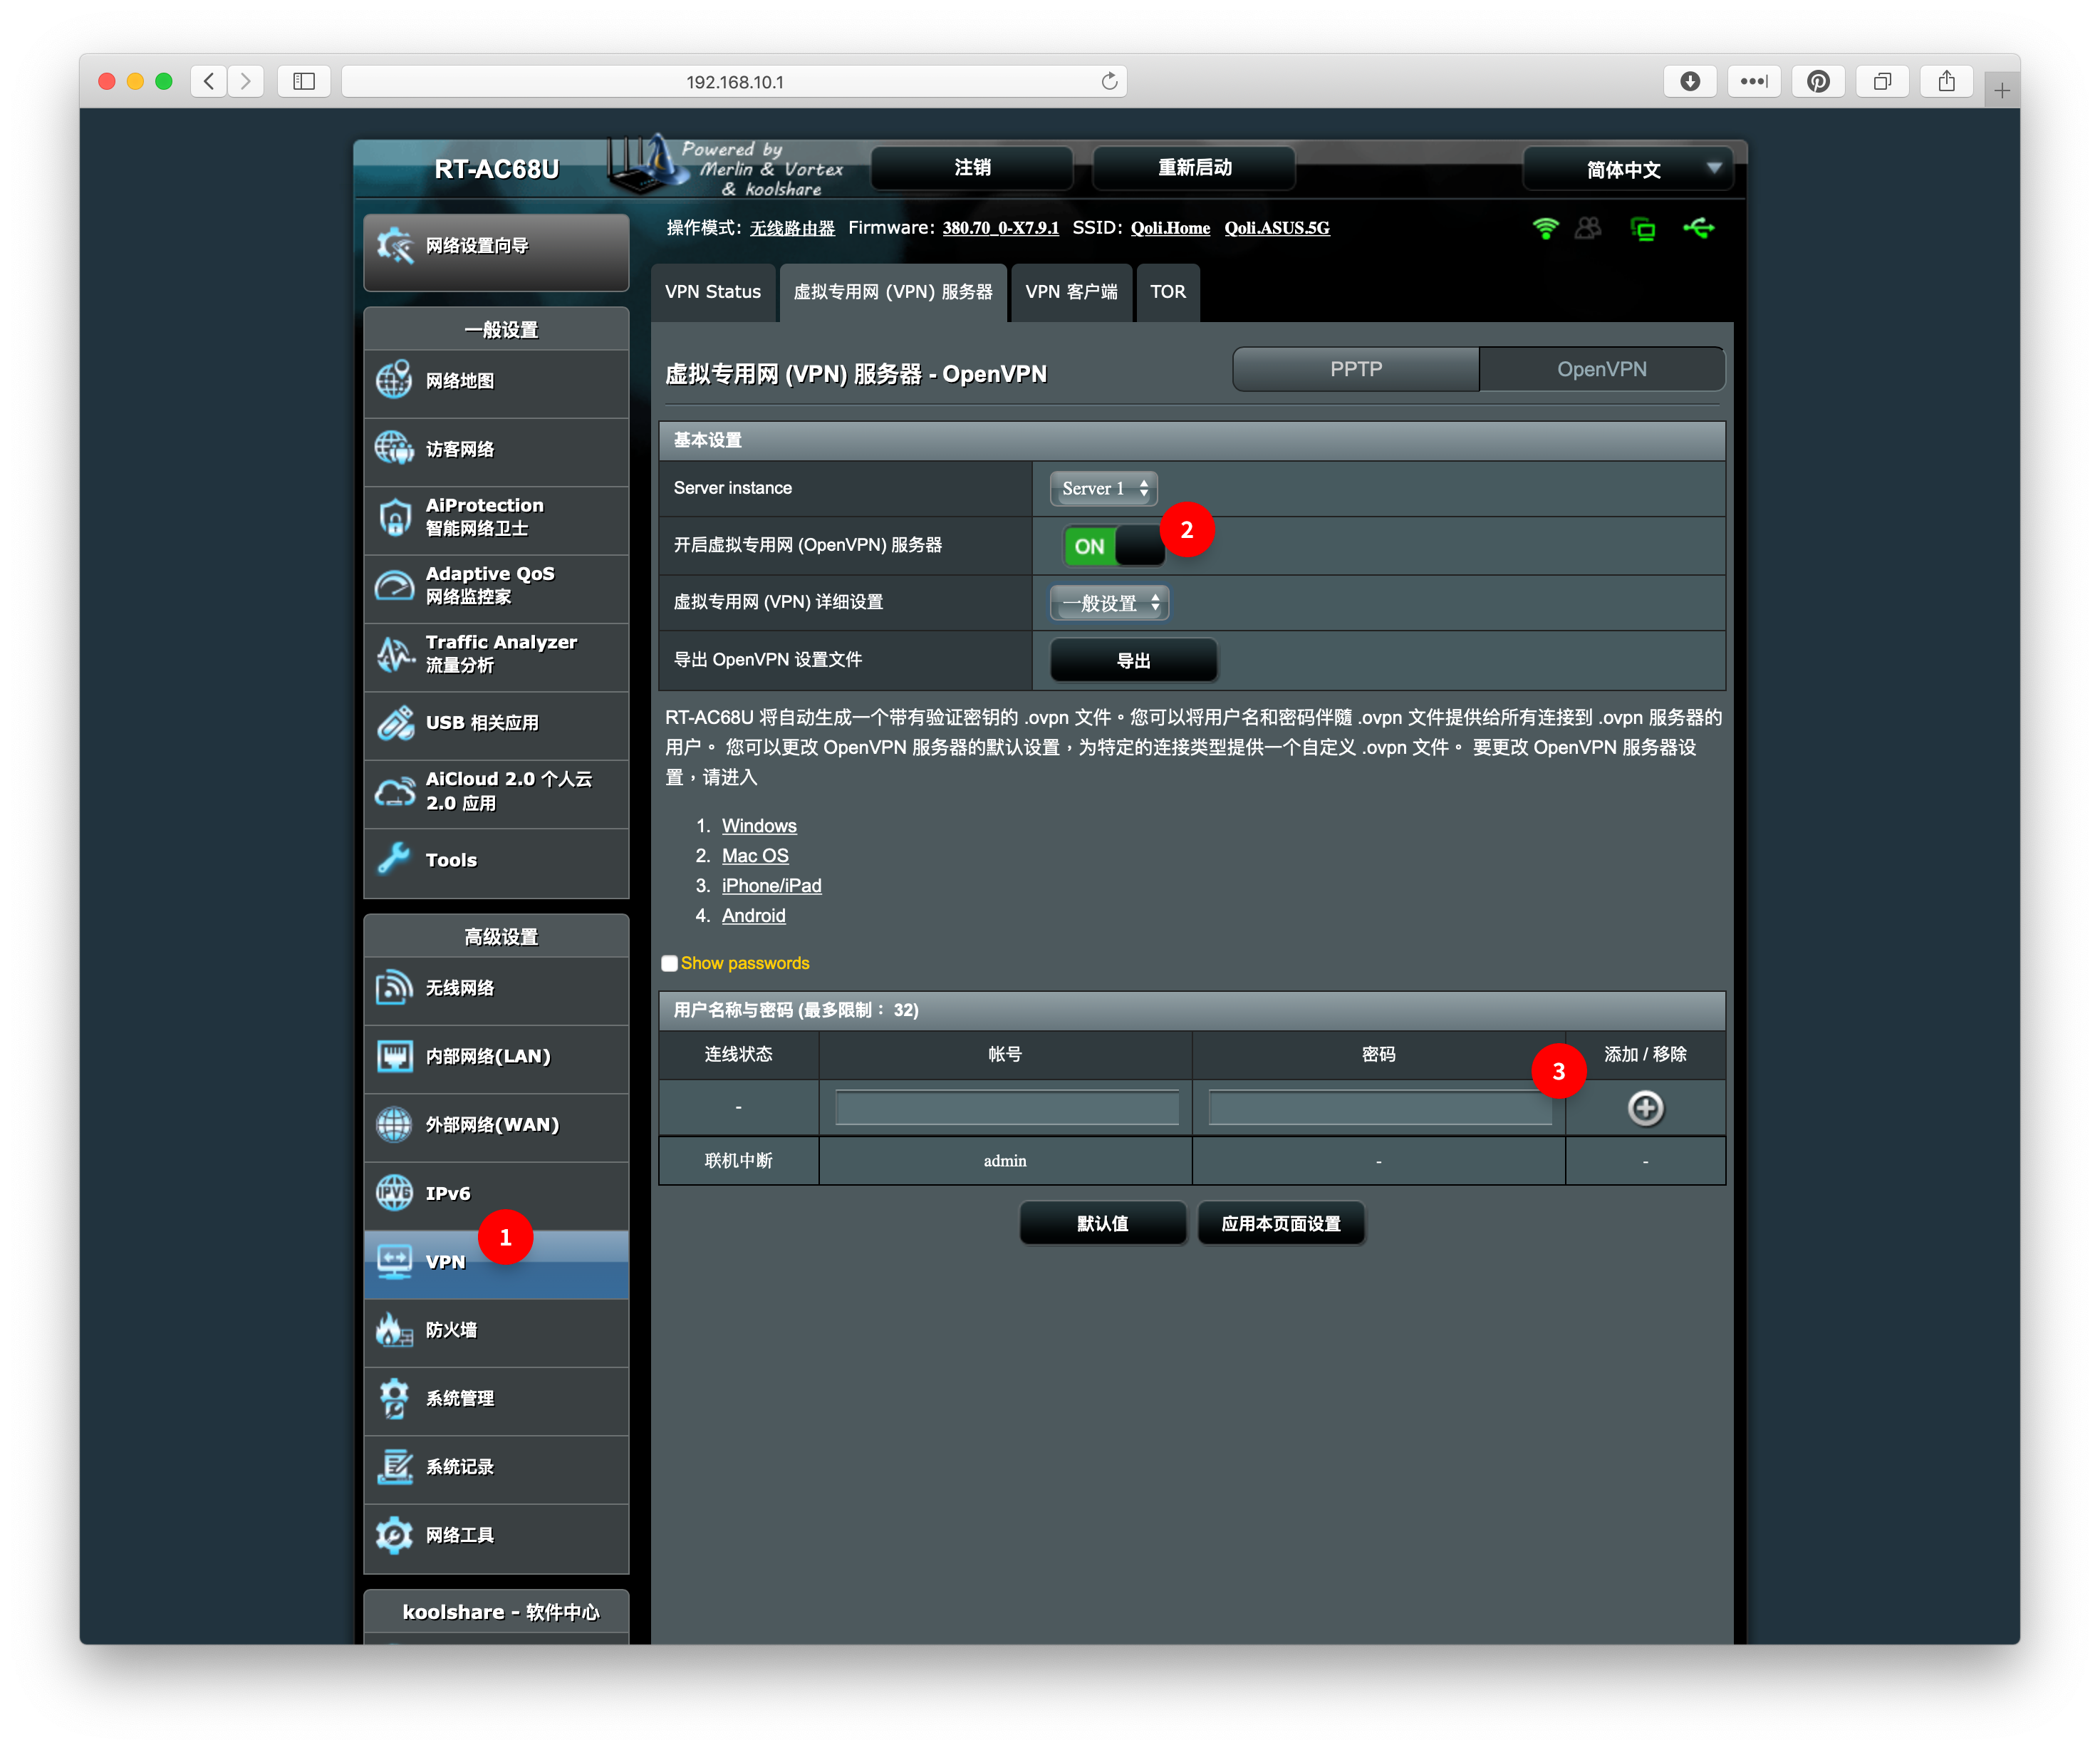 192.168.10.1
RT-AC68U
Powered by
Merlin & Vortex
& koolshare
注销
重新启动
简体中文
操作模式: 无线路由器 Firmware: 380.70_0-X7.9.1 SSID: Qoli.Home Qoli.ASUS.5G
网络设置向导
一般设置
网络地图
访客网络
AiProtection
智能网络卫士
Adaptive QoS
网络监控家
Traffic Analyzer
流量分析
USB 相关应用
AiCloud 2.0 个人云
2.0 应用
Tools
高级设置
无线网络
内部网络(LAN)
外部网络(WAN)
IPv6
VPN
1
防火墙
系统管理
系统记录
网络工具
koolshare - 软件中心
VPN Status
虚拟专用网 (VPN) 服务器
VPN 客户端
TOR
虚拟专用网 (VPN) 服务器 - OpenVPN
PPTP
OpenVPN
基本设置
Server instance
Server 1
开启虚拟专用网 (OpenVPN) 服务器
ON
2
虚拟专用网 (VPN) 详细设置
一般设置
导出 OpenVPN 设置文件
导出
RT-AC68U 将自动生成一个带有验证密钥的 .ovpn 文件。您可以将用户名和密码伴随 .ovpn 文件提供给所有连接到 .ovpn 服务器的
用户。 您可以更改 OpenVPN 服务器的默认设置，为特定的连接类型提供一个自定义 .ovpn 文件。 要更改 OpenVPN 服务器设
置，请进入
1. Windows
2. Mac OS
3. iPhone/iPad
4. Android
Show passwords
用户名称与密码 (最多限制： 32)
连线状态
帐号
密码
3
添加 / 移除
-
联机中断
admin
-
-
默认值
应用本页面设置